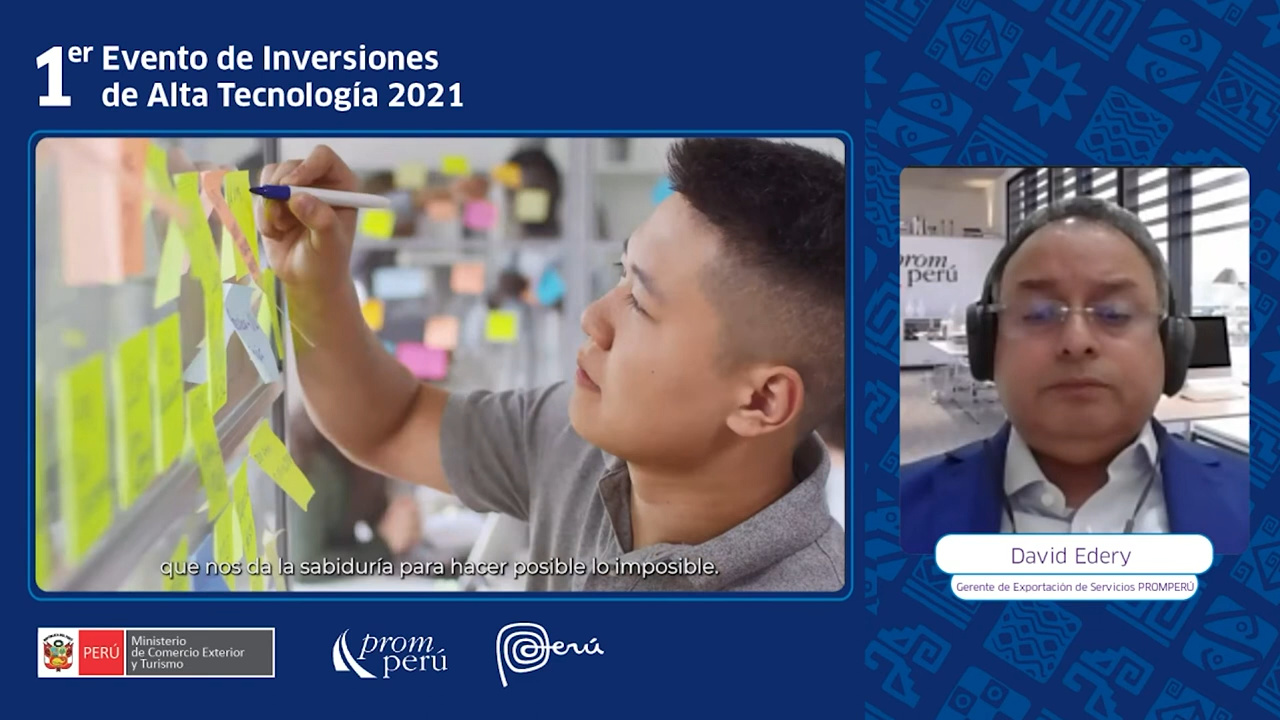 1er Evento de Inversiones
de Alta Tecnología 2021
que nos da la sabiduría para hacer posible lo imposible.
prom
perú
David Edery
Gerente de Exportación de Servicios PROMPERÚ
PERÚ
Ministerio
de Comercio Exterior
y Turismo
prom
perú
Perú